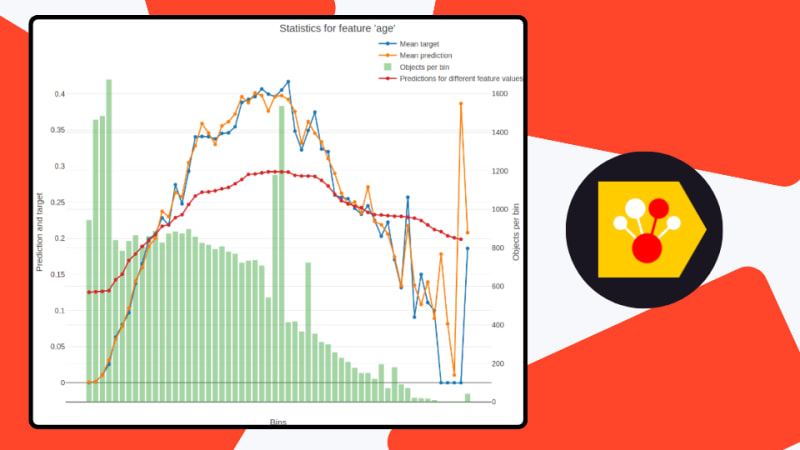 Statistics for feature 'age'
Mean target
Mean prediction
Objects per bin
Predictions for different feature values
0.4
0.35
0.3
0.25
0.2
0.15
0.1
0.05
0
Prediction and target
1600
1400
1200
1000
800
600
400
200
0
Objects per bin
Bins